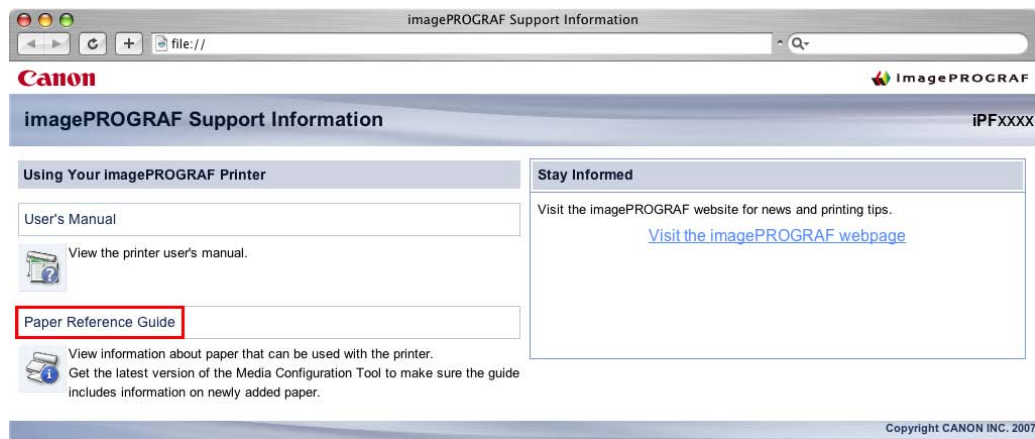 imagePROGRAF Support Information
file://
Canon
imagePROGRAF
imagePROGRAF Support Information
iPFxxxx
Using Your imagePROGRAF Printer
User's Manual
View the printer user's manual.
Paper Reference Guide
View information about paper that can be used with the printer.
Get the latest version of the Media Configuration Tool to make sure the guide
includes information on newly added paper.
Stay Informed
Visit the imagePROGRAF website for news and printing tips.
Visit the imagePROGRAF webpage
Copyright CANON INC. 2007